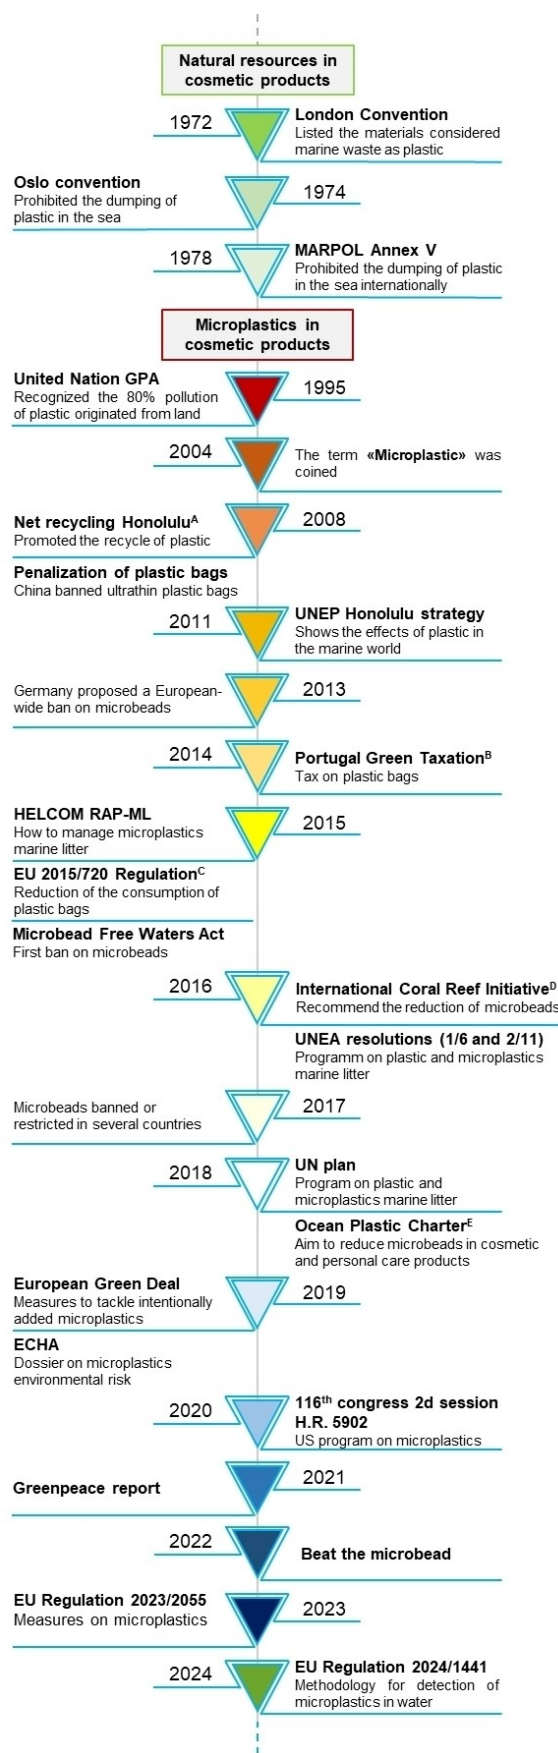 Natural resources in
cosmetic products
1972
London Convention
Listed the materials considered
marine waste as plastic
Oslo convention
Prohibited the dumping of
plastic in the sea
1974
1978
MARPOL Annex V
Prohibited the dumping of plastic
in the sea internationally
Microplastics in
cosmetic products
United Nation GPA
Recognized the 80% pollution
of plastic originated from land
1995
2004
The term «Microplastic» was
coined
Net recycling Honolulu^A
Promoted the recycle of plastic
2008
Penalization of plastic bags
China banned ultrathin plastic bags
2011
UNEP Honolulu strategy
Shows the effects of plastic in
the marine world
Germany proposed a European-
wide ban on microbeads
2013
2014
Portugal Green Taxation^B
Tax on plastic bags
HELCOM RAP-ML
How to manage microplastics
marine litter
2015
EU 2015/720 Regulation^C
Reduction of the consumption of
plastic bags
Microbead Free Waters Act
First ban on microbeads
2016
International Coral Reef Initiative^D
Recommend the reduction of microbeads
UNEA resolutions (1/6 and 2/11)
Programm on plastic and microplastics
marine litter
Microbeads banned or
restricted in several countries
2017
2018
UN plan
Program on plastic and
microplastics marine litter
Ocean Plastic Charter^E
Aim to reduce microbeads in cosmetic
and personal care products
European Green Deal
Measures to tackle intentionally
added microplastics
2019
ECHA
Dossier on microplastics
environmental risk
2020
116th congress 2d session
H.R. 5902
US program on microplastics
Greenpeace report
2021
2022
Beat the microbead
EU Regulation 2023/2055
Measures on microplastics
2023
2024
EU Regulation 2024/1441
Methodology for detection of
microplastics in water